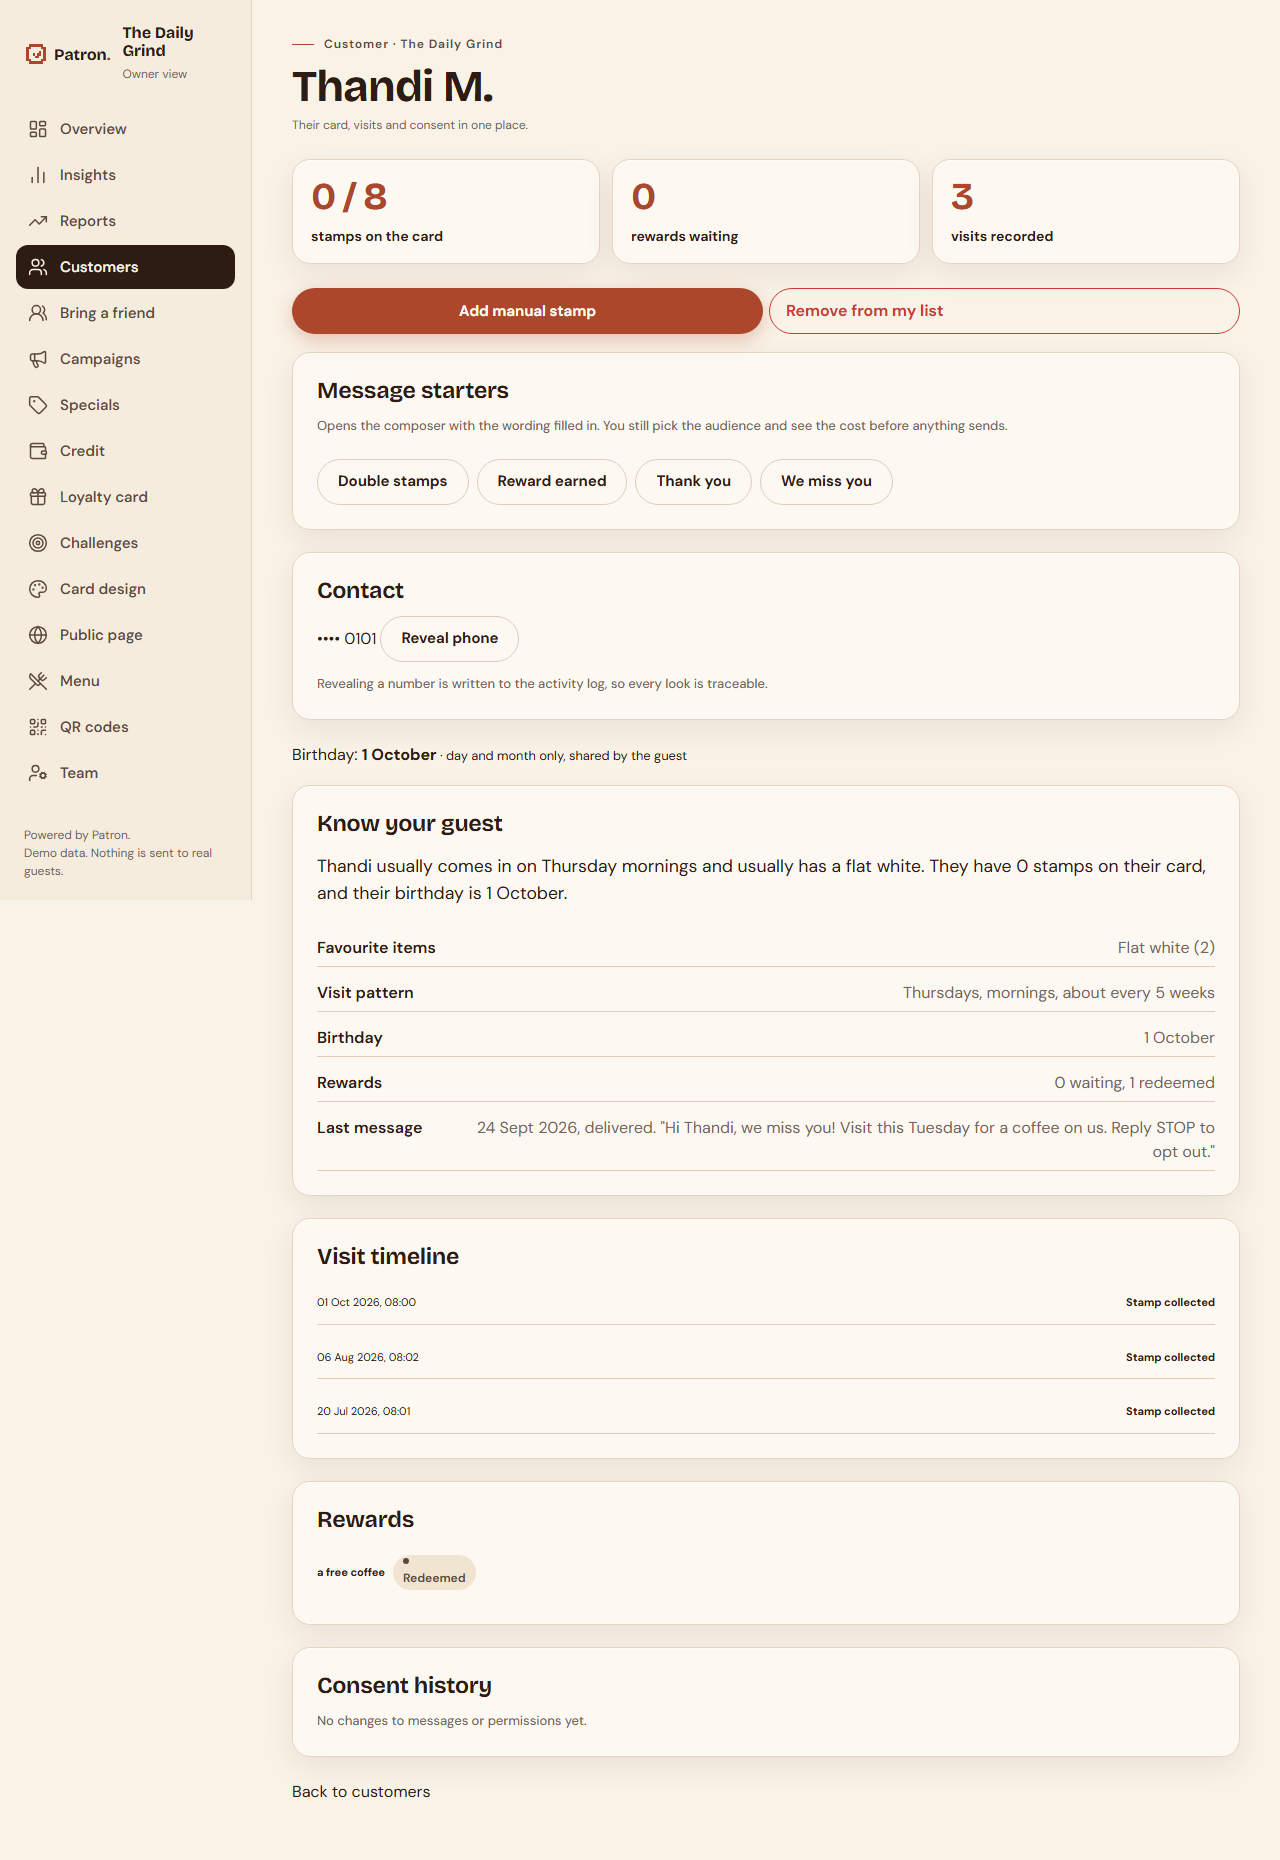 Patron.
The Daily
Grind
Owner view
Overview
Insights
Reports
Customers
Bring a friend
Campaigns
Specials
Credit
Loyalty card
Challenges
Card design
Public page
Menu
QR codes
Team
Powered by Patron.
Demo data. Nothing is sent to real
guests.
Customer · The Daily Grind
Thandi M.
Their card, visits and consent in one place.
0 / 8
stamps on the card
0
rewards waiting
3
visits recorded
Add manual stamp
Remove from my list
Message starters
Opens the composer with the wording filled in. You still pick the audience and see the cost before anything sends.
Double stamps
Reward earned
Thank you
We miss you
Contact
•••• 0101
Reveal phone
Revealing a number is written to the activity log, so every look is traceable.
Birthday: 1 October · day and month only, shared by the guest
Know your guest
Thandi usually comes in on Thursday mornings and usually has a flat white. They have 0 stamps on their card,
and their birthday is 1 October.
Favourite items
Flat white (2)
Visit pattern
Thursdays, mornings, about every 5 weeks
Birthday
1 October
Rewards
0 waiting, 1 redeemed
Last message
24 Sept 2026, delivered. "Hi Thandi, we miss you! Visit this Tuesday for a coffee on us. Reply STOP to
opt out."
Visit timeline
01 Oct 2026, 08:00
Stamp collected
06 Aug 2026, 08:02
Stamp collected
20 Jul 2026, 08:01
Stamp collected
Rewards
a free coffee
Redeemed
Consent history
No changes to messages or permissions yet.
Back to customers